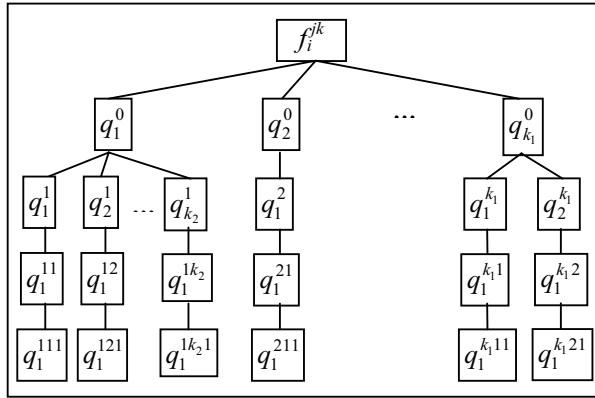 f_i^{jk}
q_1^0 q_2^0 ... q_{k_1}^0
q_1^1 q_2^1 ... q_{k_2}^1 q_1^2 q_1^{k_1} q_2^{k_1}
q_1^{11} q_1^{12} q_1^{1k_2} q_1^{21} q_1^{k_1 1} q_1^{k_1 2}
q_1^{111} q_1^{121} q_1^{1k_2 1} q_1^{211} q_1^{k_1 11} q_1^{k_1 21}